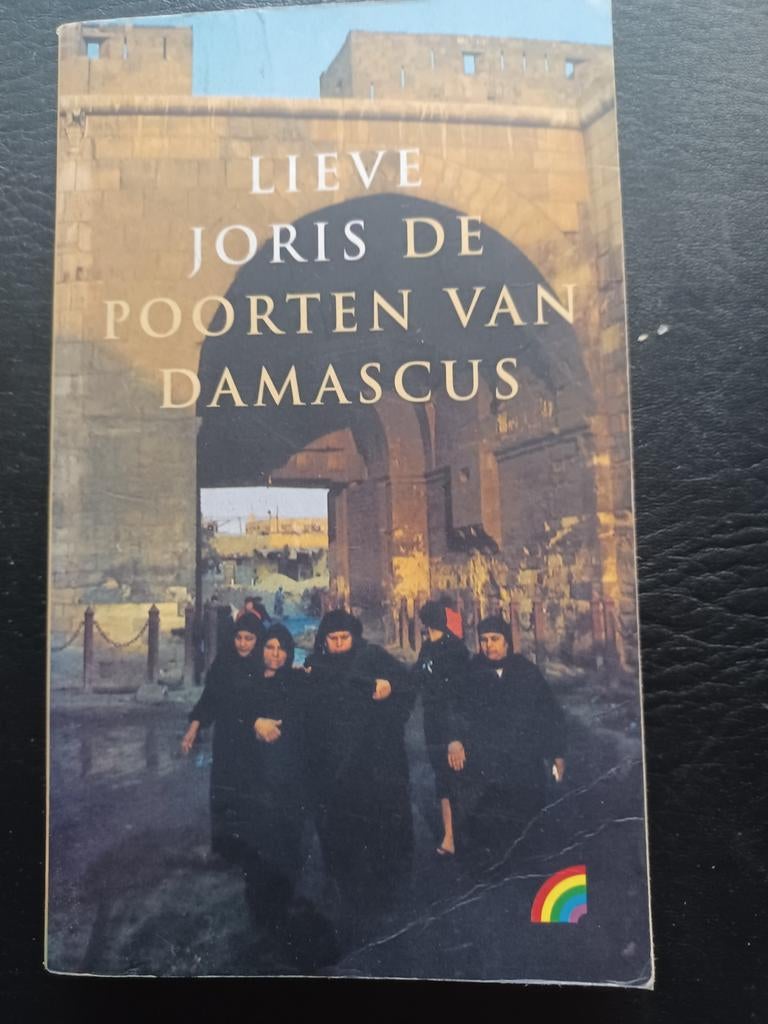 LIEVE
JORIS DE
POORTEN VAN
DAMASCUS